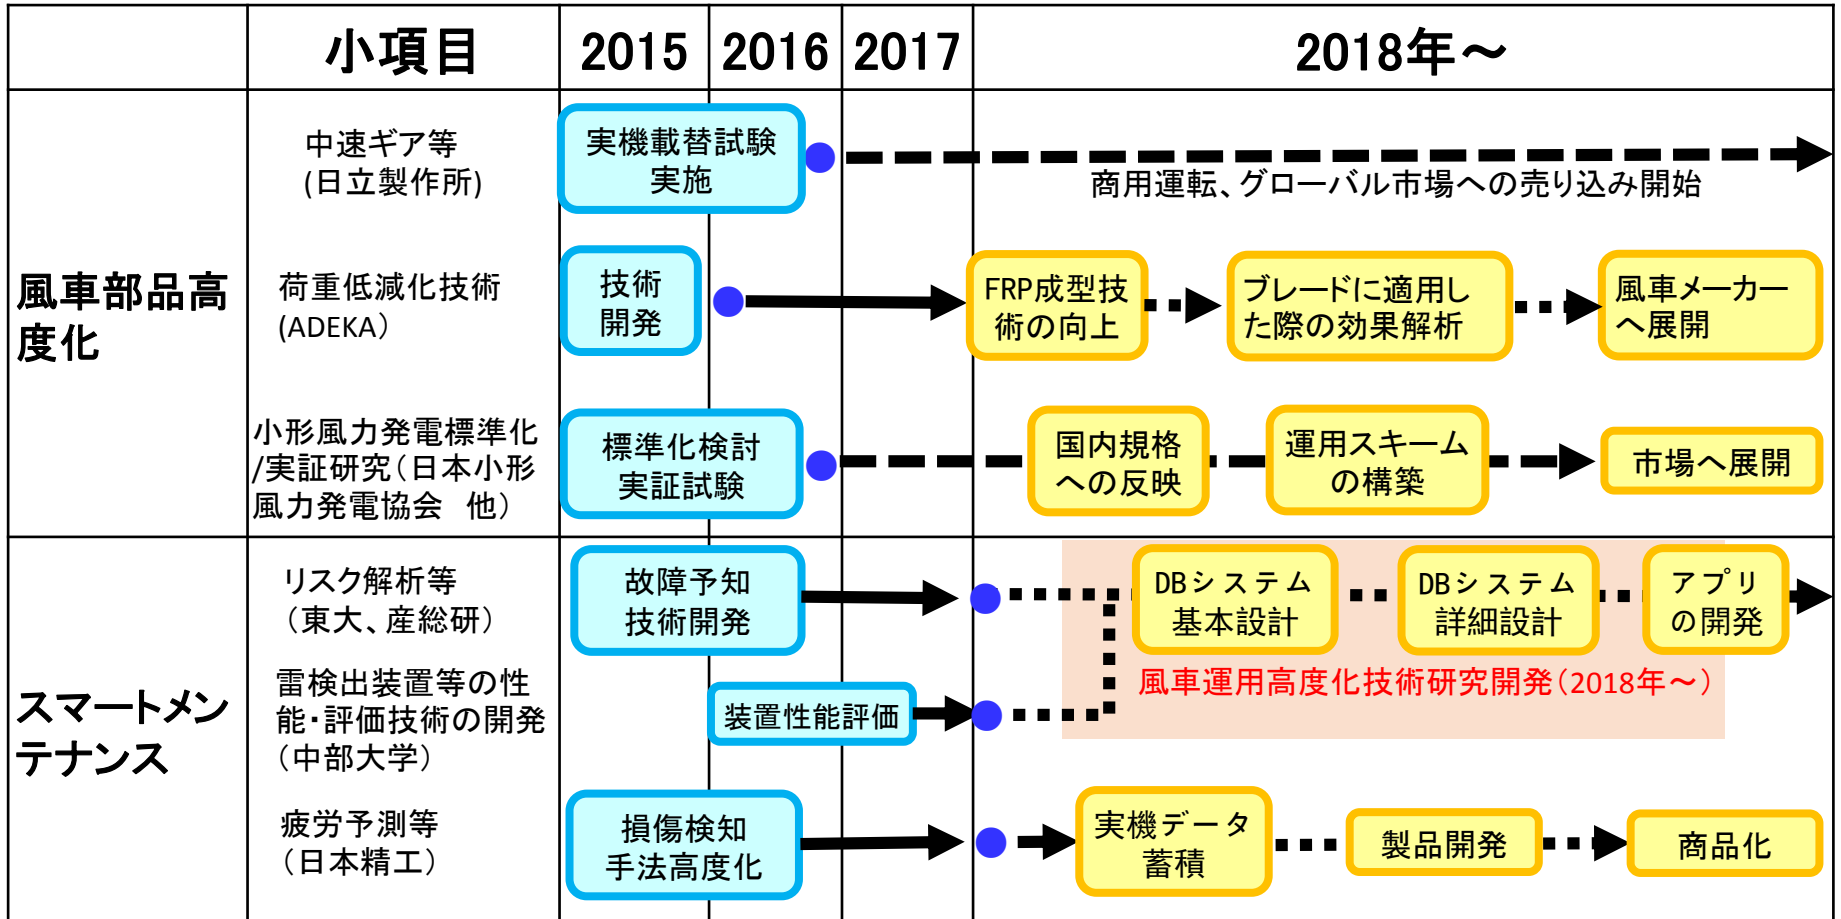 小項目
2015
2016
2017
2018年～
風車部品高
度化
中速ギア等
(日立製作所)
実機載替試験
実施
商用運転、グローバル市場への売り込み開始
荷重低減化技術
(ADEKA）
技術
開発
FRP成型技
術の向上
ブレードに適用し
た際の効果解析
風車メーカー
へ展開
小形風力発電標準化
/実証研究（日本小形
風力発電協会　他）
標準化検討
実証試験
国内規格
への反映
運用スキーム
の構築
市場へ展開
スマートメン
テナンス
リスク解析等
（東大、産総研）
故障予知
技術開発
DBシステム
基本設計
DBシステム
詳細設計
アプリ
の開発
風車運用高度化技術研究開発（2018年～）
雷検出装置等の性
能・評価技術の開発
（中部大学）
装置性能評価
疲労予測等
（日本精工）
損傷検知
手法高度化
実機データ
蓄積
製品開発
商品化